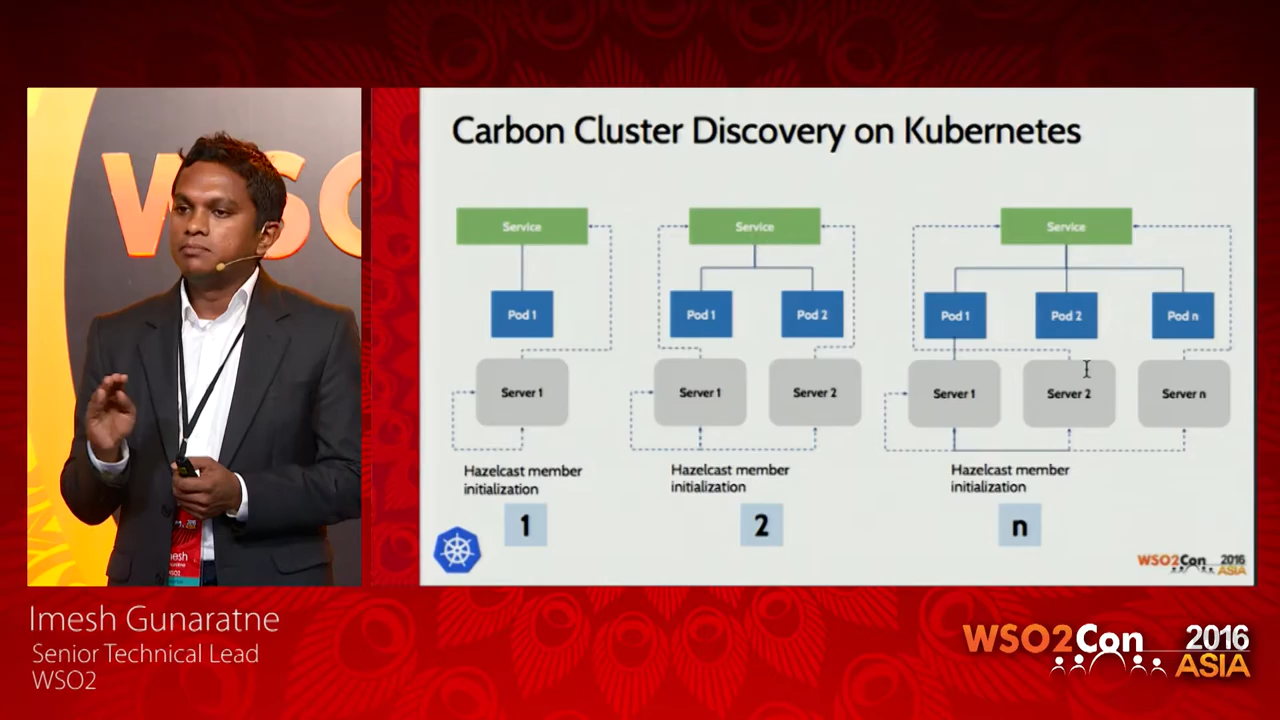 Carbon Cluster Discovery on Kubernetes
Service
Service
Service
Pod 1
Pod 1
Pod 2
Pod 1
Pod 2
Pod n
Server 1
Server 1
Server 2
Server 1
Server 2
Server n
Hazelcast member
initialization
Hazelcast member
initialization
Hazelcast member
initialization
1
2
n
WSO2Con 2016
ASIA
WSO
Imesh Gunaratne
Senior Technical Lead
WSO2
WSO2Con 2016
ASIA